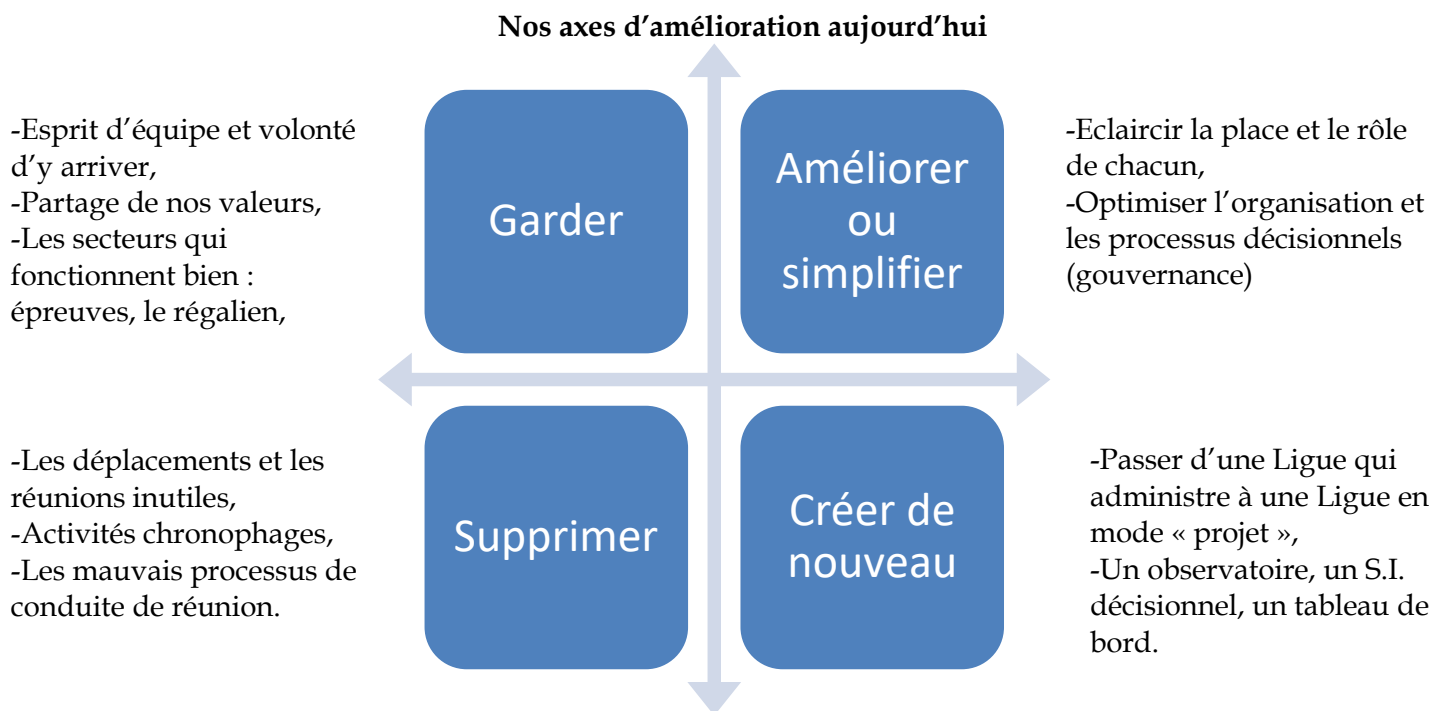 Nos axes d’amélioration aujourd’hui
-Esprit d’équipe et volonté
d’y arriver,
-Partage de nos valeurs,
-Les secteurs qui
fonctionnent bien :
épreuves, le régalien,
Garder
Améliorer
ou
simplifier
-Eclaircir la place et le rôle
de chacun,
-Optimiser l’organisation et
les processus décisionnels
(gouvernance)
-Les déplacements et les
réunions inutiles,
-Activités chronophages,
-Les mauvais processus de
conduite de réunion.
Supprimer
Créer de
nouveau
-Passer d’une Ligue qui
administre à une Ligue en
mode « projet »,
-Un observatoire, un S.I.
décisionnel, un tableau de
bord.